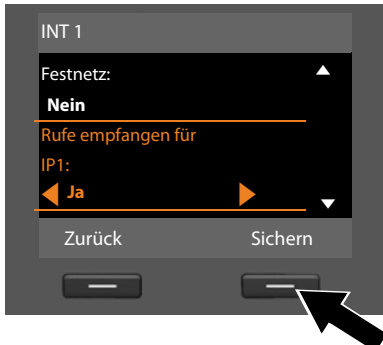 INT 1
Festnetz:
Nein
Rufe empfangen für
IP1:
Ja
Zurück Sichern